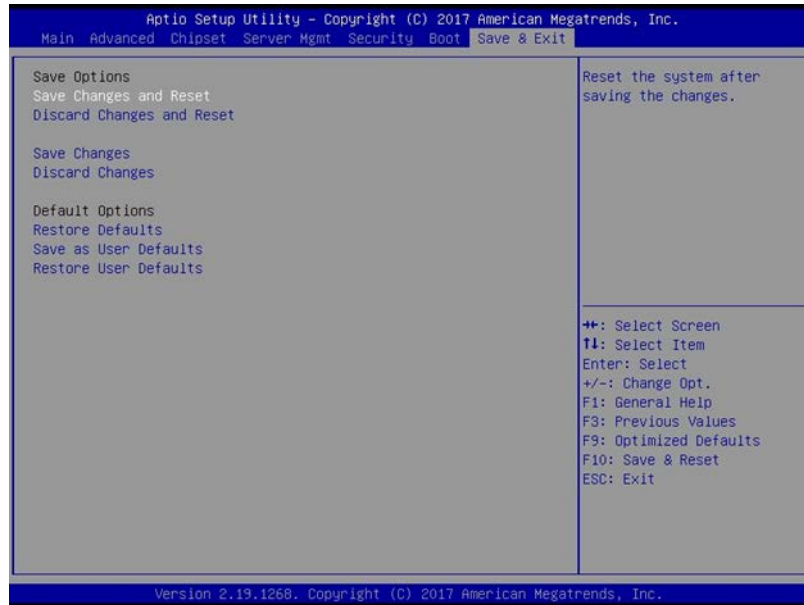 Aptio Setup Utility - Copyright (C) 2017 American Megatrends, Inc.
Main Advanced Chipset Server Mgmt Security Boot Save & Exit
Save Options
Save Changes and Reset
Discard Changes and Reset
Save Changes
Discard Changes
Default Options
Restore Defaults
Save as User Defaults
Restore User Defaults
Reset the system after
saving the changes.
→←: Select Screen
↑↓: Select Item
Enter: Select
+/-: Change Opt.
F1: General Help
F3: Previous Values
F9: Optimized Defaults
F10: Save & Reset
ESC: Exit
Version 2.19.1268. Copyright (C) 2017 American Megatrends, Inc.